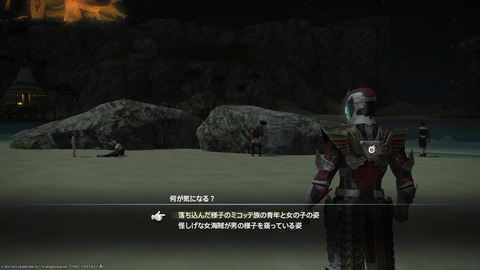 何が気になる？
落ち込んだ様子のミコッテ族の青年と女の子の姿
怪しげな女海賊が男の様子を窺っている姿